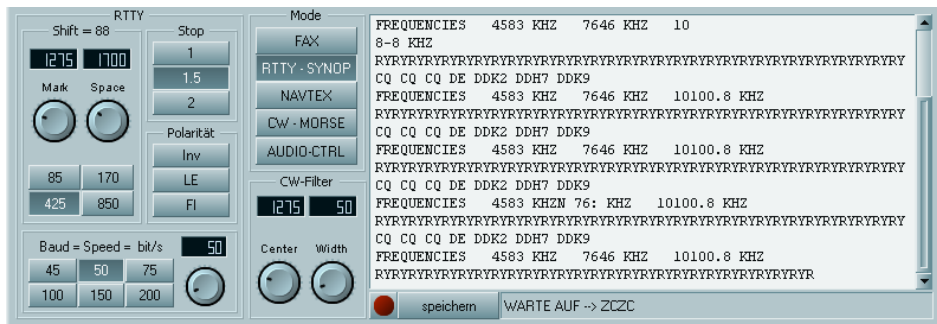 RTTY
Shift = 88
1275 1700
Mark Space
85 170
425 850
Stop
1
1.5
2
Polarität
Inv
LE
FI
Baud = Speed = bit/s 50
45 50 75
100 150 200
Mode
FAX
RTTY - SYNOP
NAVTEX
CW - MORSE
AUDIO-CTRL
CW-Filter
1275 50
Center Width
FREQUENCIES 4583 KHZ 7646 KHZ 10
8-8 KHZ
RYRYRYRYRYRYRYRYRYRYRYRYRYRYRYRYRYRYRYRYRYRYRYRYRYRYRYRYRYRY
CQ CQ CQ DE DDK2 DDH7 DDK9
FREQUENCIES 4583 KHZ 7646 KHZ 10100.8 KHZ
RYRYRYRYRYRYRYRYRYRYRYRYRYRYRYRYRYRYRYRYRYRYRYRYRYRYRYRYRYRY
CQ CQ CQ DE DDK2 DDH7 DDK9
FREQUENCIES 4583 KHZ 7646 KHZ 10100.8 KHZ
RYRYRYRYRYRYRYRYRYRYRYRYRYRYRYRYRYRYRYRYRYRYRYRYRYRYRYRYRYRY
CQ CQ CQ DE DDK2 DDH7 DDK9
FREQUENCIES 4583 KHZN 76: KHZ 10100.8 KHZ
RYRYRYRYRYRYRYRYRYRYRYRYRYRYRYRYRYRYRYRYRYRYRYRYRYRYRYRYRYRY
CQ CQ CQ DE DDK2 DDH7 DDK9
FREQUENCIES 4583 KHZ 7646 KHZ 10100.8 KHZ
RYRYRYRYRYRYRYRYRYRYRYRYRYRYRYRYRYRYRYRYRYRYRYRYRYR
speichern WARTE AUF --> ZCZC